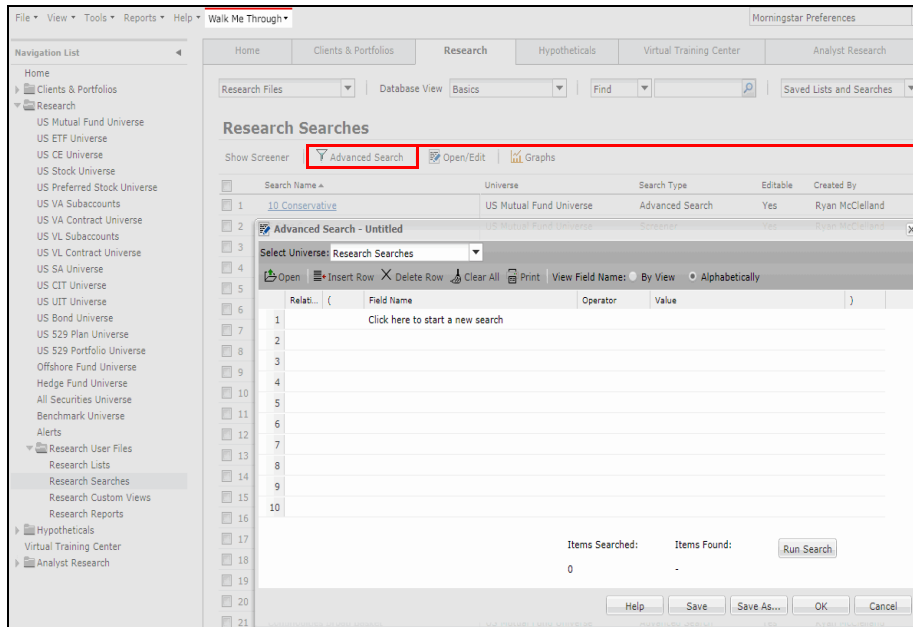 File View Tools Reports Help Walk Me Through Morningstar Preferences
Navigation List
Home
Clients & Portfolios
Research
US Mutual Fund Universe
US ETF Universe
US CE Universe
US Stock Universe
US Preferred Stock Universe
US VA Subaccounts
US VA Contract Universe
US VL Subaccounts
US VL Contract Universe
US SA Universe
US CIT Universe
US UIT Universe
US Bond Universe
US 529 Plan Universe
US 529 Portfolio Universe
Offshore Fund Universe
Hedge Fund Universe
All Securities Universe
Benchmark Universe
Alerts
Research User Files
Research Lists
Research Searches
Research Custom Views
Research Reports
Hypotheticals
Virtual Training Center
Analyst Research
Home Clients & Portfolios Research Hypotheticals Virtual Training Center Analyst Research
Research Files Database View Basics Find Saved Lists and Searches
Research Searches
Show Screener Advanced Search Open/Edit Graphs
Search Name Universe Search Type Editable Created By
1 10 Conservative US Mutual Fund Universe Advanced Search Yes Ryan McClelland
2 US Mutual Fund Universe Screener Yes Ryan McClelland
3
4
5
6
7
8
9
10
11
12
13
14
15
16
17
18
19
20
21
Advanced Search - Untitled
Select Universe: Research Searches
Open Insert Row Delete Row Clear All Print View Field Name: By View Alphabetically
Relati... ( Field Name Operator Value )
1 Click here to start a new search
2
3
4
5
6
7
8
9
10
Items Searched: Items Found:
0 -
Run Search
Help Save Save As... OK Cancel